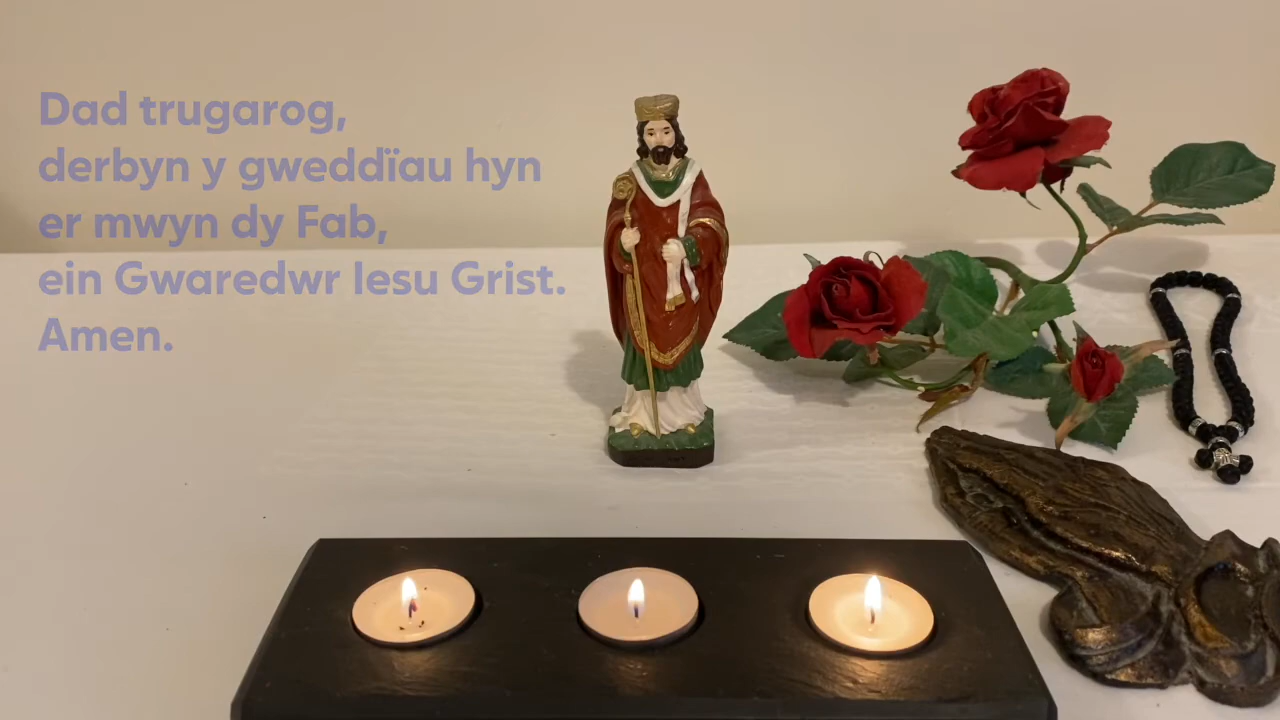 Dad trugarog,
derbyn y gweddïau hyn
er mwyn dy Fab,
ein Gwaredwr Iesu Grist.
Amen.